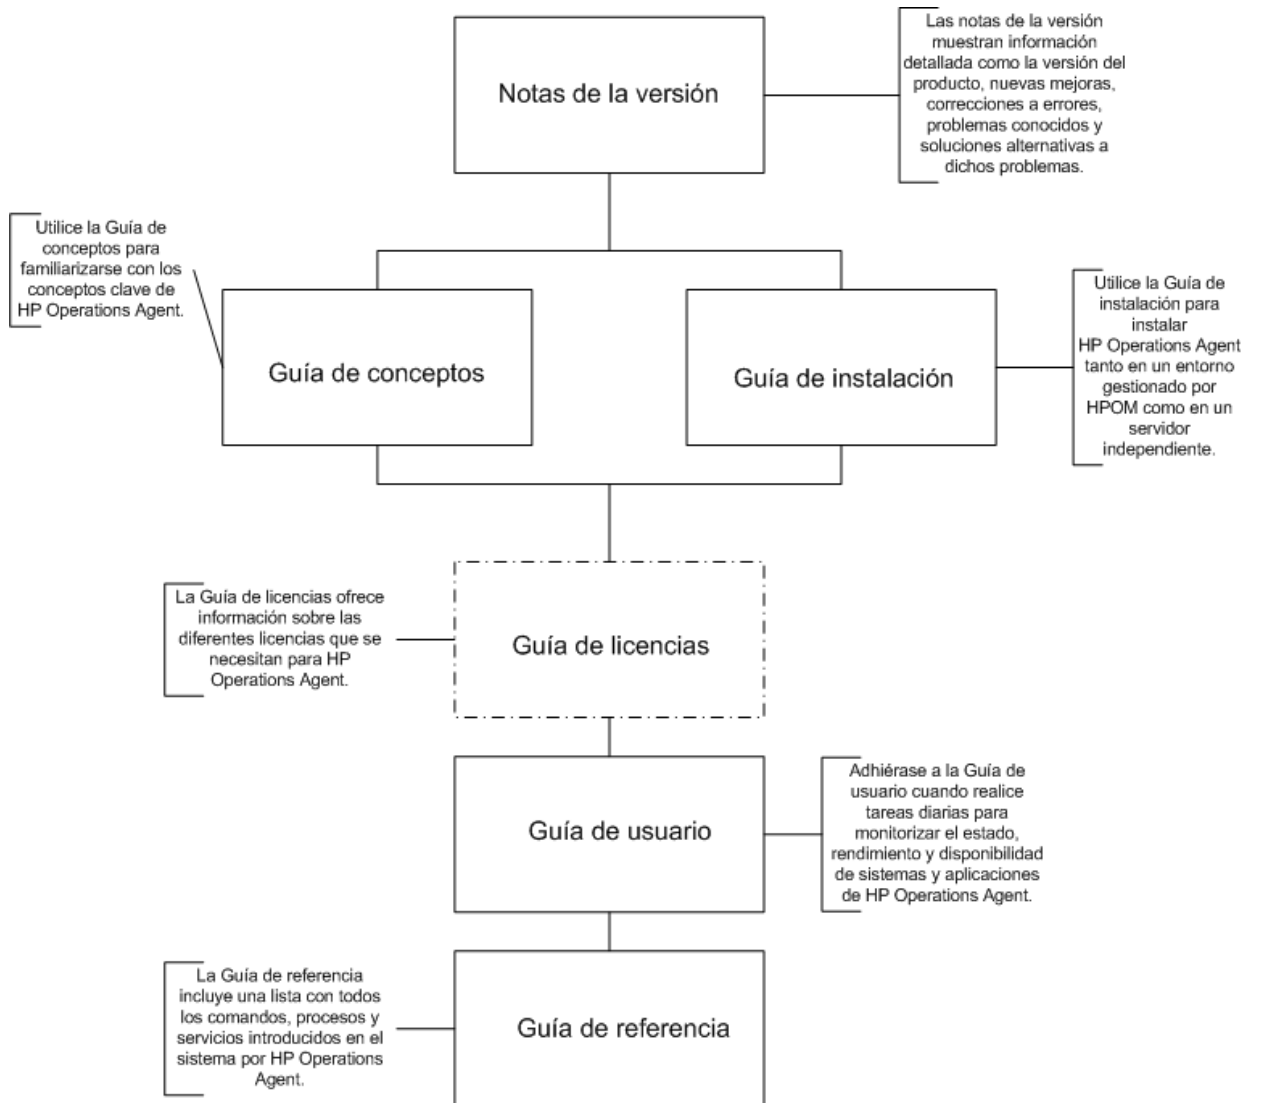 Notas de la versión
Las notas de la versión
muestran información
detallada como la versión del
producto, nuevas mejoras,
correcciones a errores,
problemas conocidos y
soluciones alternativas a
dichos problemas.
Utilice la Guía de
conceptos para
familiarizarse con los
conceptos clave de
HP Operations Agent.
Guía de conceptos
Guía de instalación
Utilice la Guía de
instalación para
instalar
HP Operations Agent
tanto en un entorno
gestionado por
HPOM como en un
servidor
independiente.
La Guía de licencias ofrece
información sobre las
diferentes licencias que se
necesitan para HP
Operations Agent.
Guía de licencias
Guía de usuario
Adhiérase a la Guía de
usuario cuando realice
tareas diarias para
monitorizar el estado,
rendimiento y disponibilidad
de sistemas y aplicaciones
de HP Operations Agent.
La Guía de referencia
incluye una lista con todos
los comandos, procesos y
servicios introducidos en el
sistema por HP Operations
Agent.
Guía de referencia